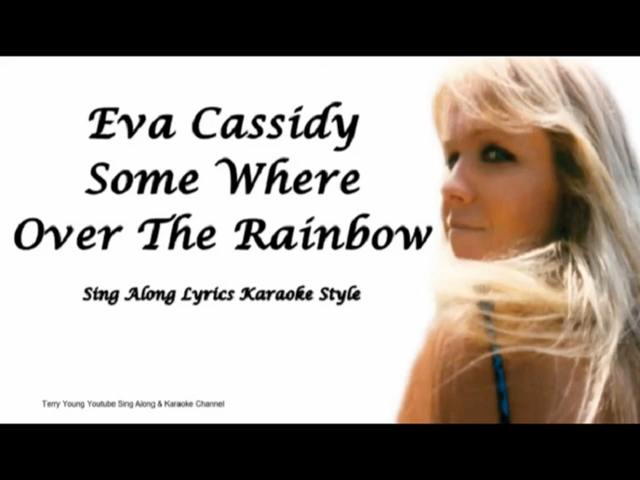 Eva Cassidy
Some Where
Over The Rainbow
Sing Along Lyrics Karaoke Style
Terry Young Youtube Sing Along & Karaoke Channel